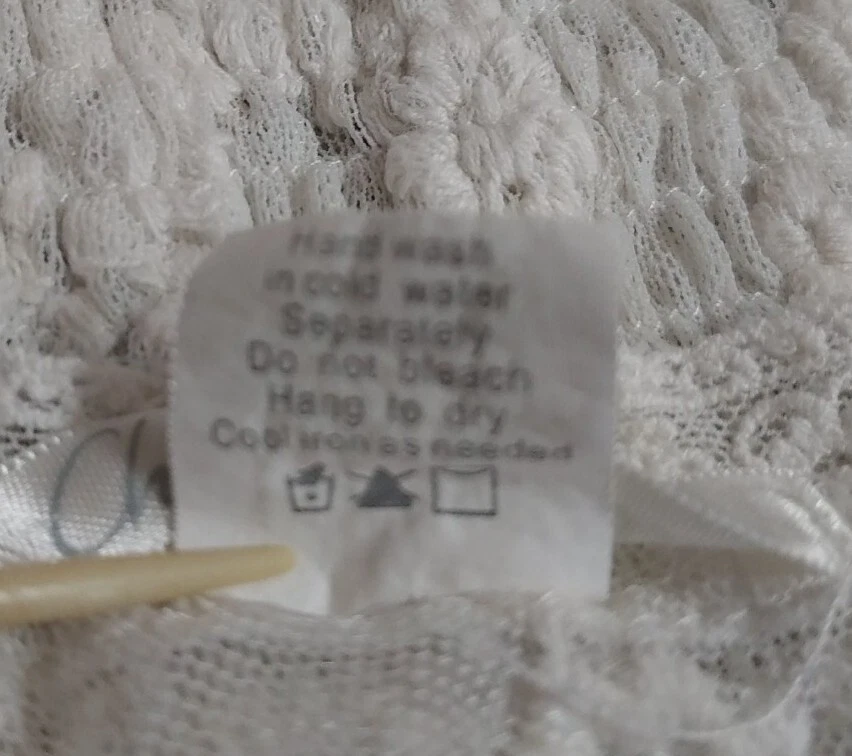 Hand wash
in cold water
Separately
Do not bleach
Hang to dry
Cool iron as needed